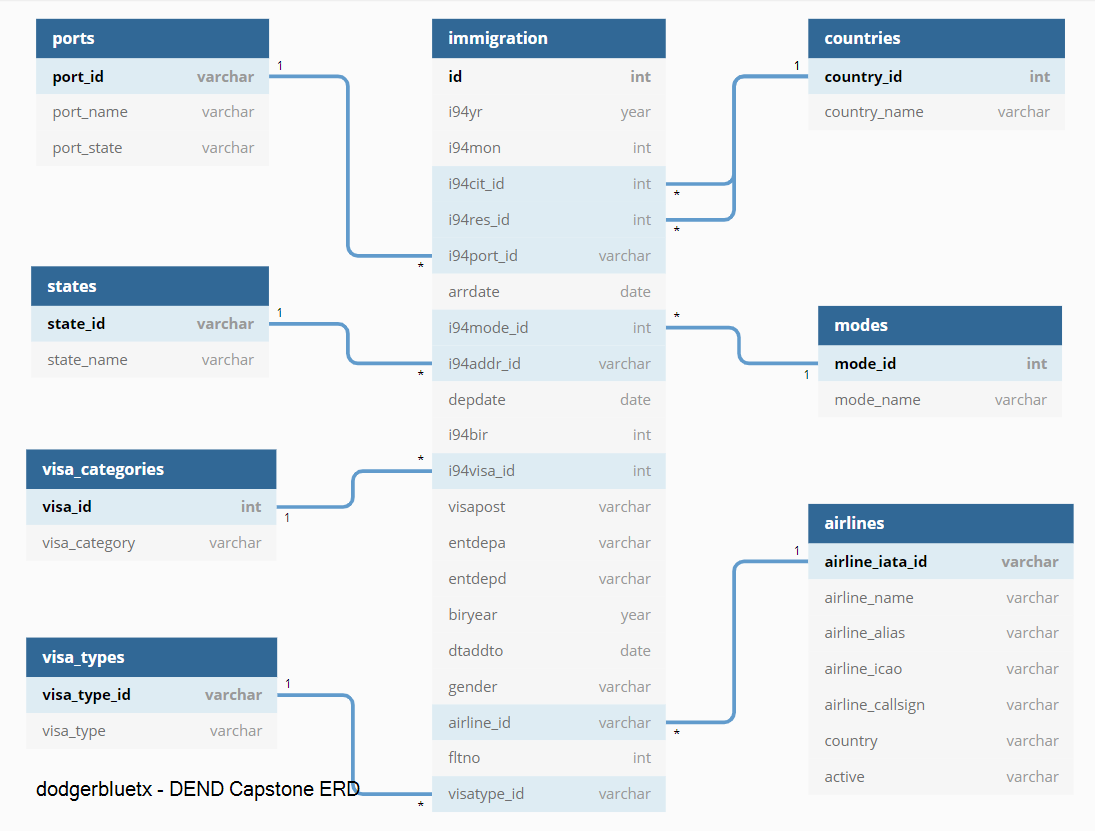 ports
port_id varchar
port_name varchar
port_state varchar
1
*
states
state_id varchar
state_name varchar
1
*
visa_categories
visa_id int
visa_category varchar
1
*
visa_types
visa_type_id varchar
visa_type varchar
1
*
dodgerbluetx - DEND Capstone ERD
immigration
id int
i94yr year
i94mon int
i94cit_id int
i94res_id int
i94port_id varchar
arrdate date
i94mode_id int
i94addr_id varchar
depdate date
i94bir int
i94visa_id int
visapost varchar
entdepa varchar
entdepd varchar
biryear year
dtaddto date
gender varchar
airline_id varchar
fltno int
visatype_id varchar
countries
country_id int
country_name varchar
1
*
*
modes
mode_id int
mode_name varchar
*
1
airlines
airline_iata_id varchar
airline_name varchar
airline_alias varchar
airline_icao varchar
airline_callsign varchar
country varchar
active varchar
1
*